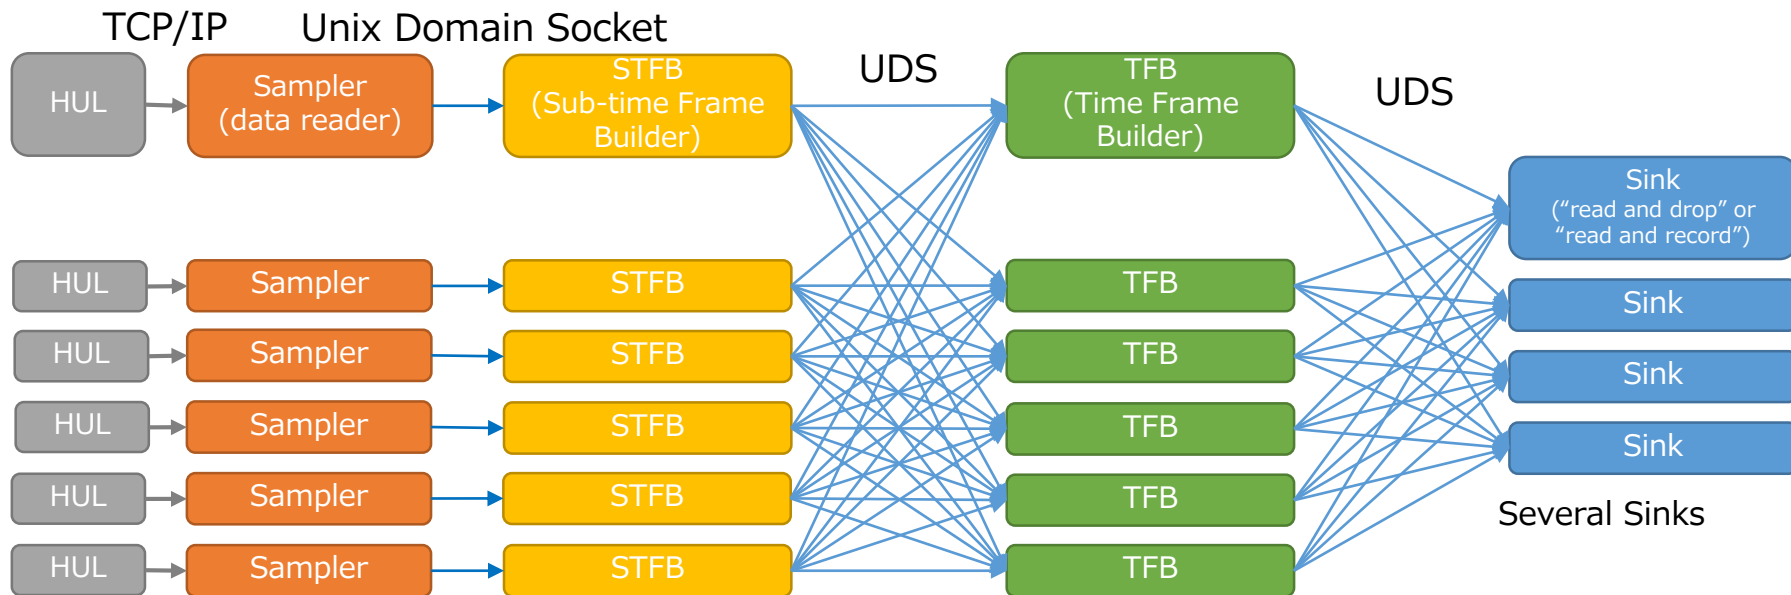 TCP/IP
Unix Domain Socket
HUL
Sampler
(data reader)
STFB
(Sub-time Frame
Builder)
UDS
TFB
(Time Frame
Builder)
UDS
Sink
(“read and drop” or
“read and record”)
HUL
Sampler
STFB
TFB
Sink
HUL
Sampler
STFB
TFB
Sink
HUL
Sampler
STFB
TFB
Sink
HUL
Sampler
STFB
TFB
Several Sinks
HUL
Sampler
STFB
TFB